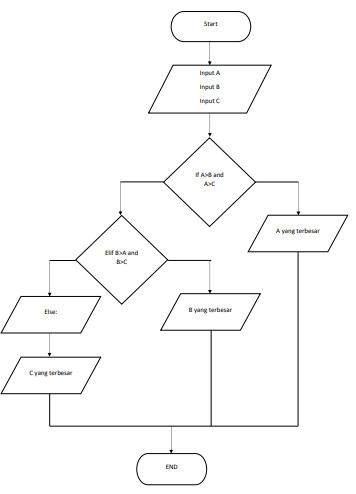 Start
Input A
Input B
Input C
If A>B and
A>C
A yang terbesar
Elif B>A and
B>C
Else:
B yang terbesar
C yang terbesar
END